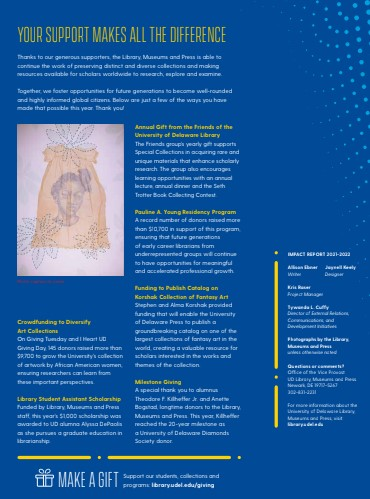 YOUR SUPPORT MAKES ALL THE DIFFERENCE
Thanks to our generous supporters, the Library, Museums and Press is able to
continue the work of preserving distinct and diverse collections and making
resources available for scholars worldwide to research, explore and examine.
Together, we foster opportunities for future generations to become well-rounded
and highly informed global citizens. Below are just a few of the ways you have
made that possible this year. Thank you!
Crowdfunding to Diversify
Art Collections
On Giving Tuesday and I Heart UD
Giving Day, 145 donors raised more than
$9,700 to grow the University's collection
of artwork by African American women,
ensuring researchers can learn from
these important perspectives.
Library Student Assistant Scholarship
Funded by Library, Museums and Press
staff, this year's $1,000 scholarship was
awarded to UD alumna Alyssa DePaolis
as she pursues a graduate education in
librarianship.
Annual Gift from the Friends of the
University of Delaware Library
The Friends group's yearly gift supports
Special Collections in acquiring rare and
unique materials that enhance scholarly
research. The group also encourages
learning opportunities with an annual
lecture, annual dinner and the Seth
Trotter Book Collecting Contest.
Pauline A. Young Residency Program
A record number of donors raised more
than $10,700 in support of this program,
ensuring that future generations
of early career librarians from
underrepresented groups will continue
to have opportunities for meaningful
and accelerated professional growth.
Funding to Publish Catalog on
Korshak Collection of Fantasy Art
Stephen and Alma Korshak provided
funding that will enable the University
of Delaware Press to publish a
groundbreaking catalog on one of the
largest collections of fantasy art in the
world, creating a valuable resource for
scholars interested in the works and
themes of the collection.
Milestone Giving
A special thank you to alumnus
Theodore F. Killheffer Jr. and Anette
Bogstad, longtime donors to the Library,
Museums and Press. This year, Killheffer
reached the 20-year milestone as
a University of Delaware Diamonds
Society donor.
IMPACT REPORT 2021-2022
Allison Ebner Jaynell Keely
Writer Designer
Kris Raser
Project Manager
Tywanda L. Cuffy
Director of External Relations,
Communications, and
Development Initiatives
Photographs by the Library,
Museums and Press
unless otherwise noted
Questions or comments?
Office of the Vice Provost
UD Library, Museums and Press
Newark, DE 19717-5267
302-831-2231
For more information about the
University of Delaware Library,
Museums and Press, visit
library.udel.edu
MAKE A GIFT Support our students, collections and
programs: library.udel.edu/giving